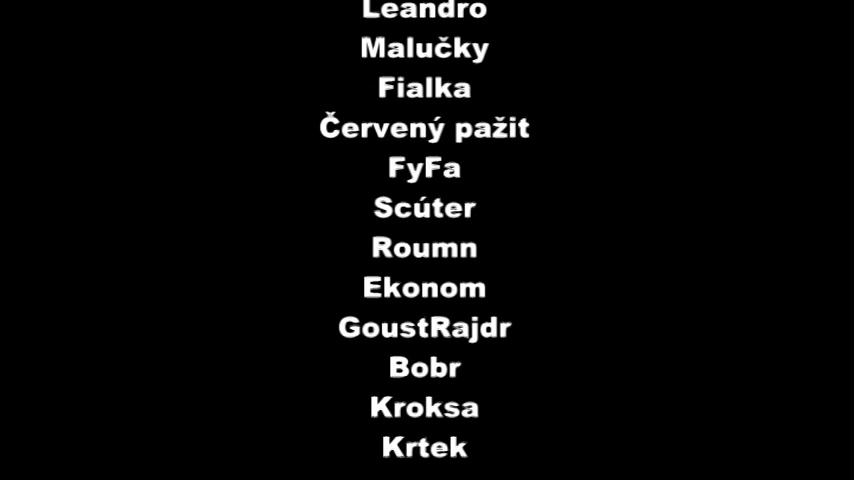 Leandro
Malučky
Fialka
Červený pažit
FyFa
Scúter
Roumn
Ekonom
GoustRajdr
Bobr
Kroksa
Krtek